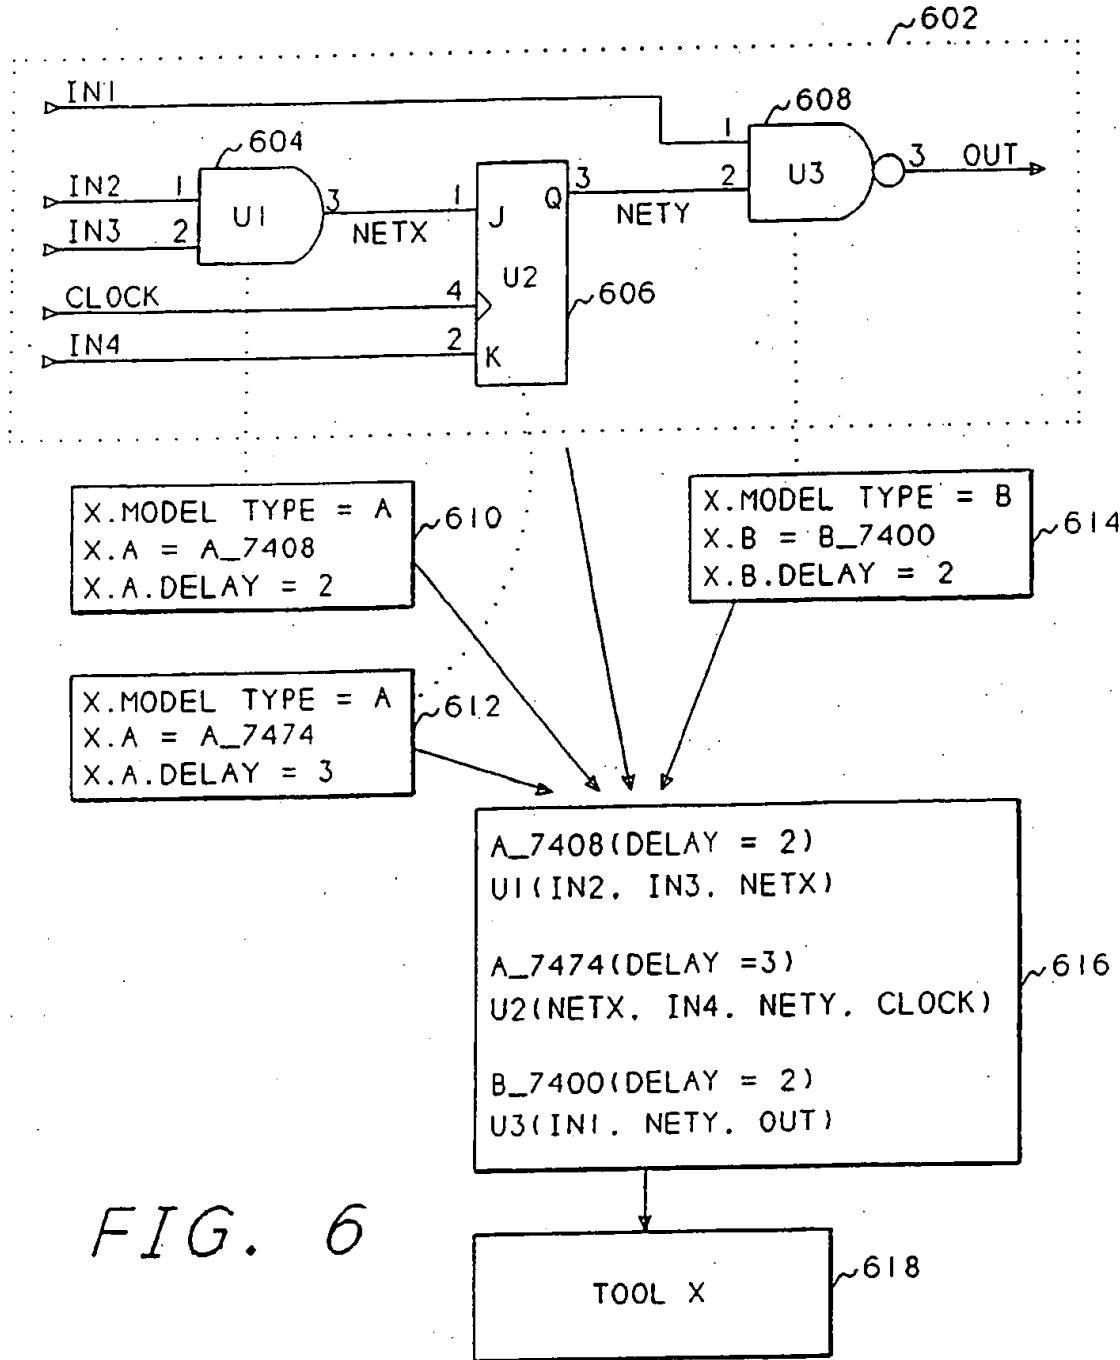 602
IN1
608
1
604
3 OUT
U3
IN2 1
2
3
Q 3
U1
1
J
NETY
IN3 2
NETX
U2
606
CLOCK 4
IN4 2
K
X.MODEL TYPE = A
X.A = A_7408
X.A.DELAY = 2
610
X.MODEL TYPE = B
X.B = B_7400
X.B.DELAY = 2
614
X.MODEL TYPE = A
X.A = A_7474
X.A.DELAY = 3
612
A_7408(DELAY = 2)
U1(IN2, IN3, NETX)
A_7474(DELAY =3)
U2(NETX, IN4, NETY, CLOCK)
B_7400(DELAY = 2)
U3(IN1, NETY, OUT)
616
FIG. 6
TOOL X
618